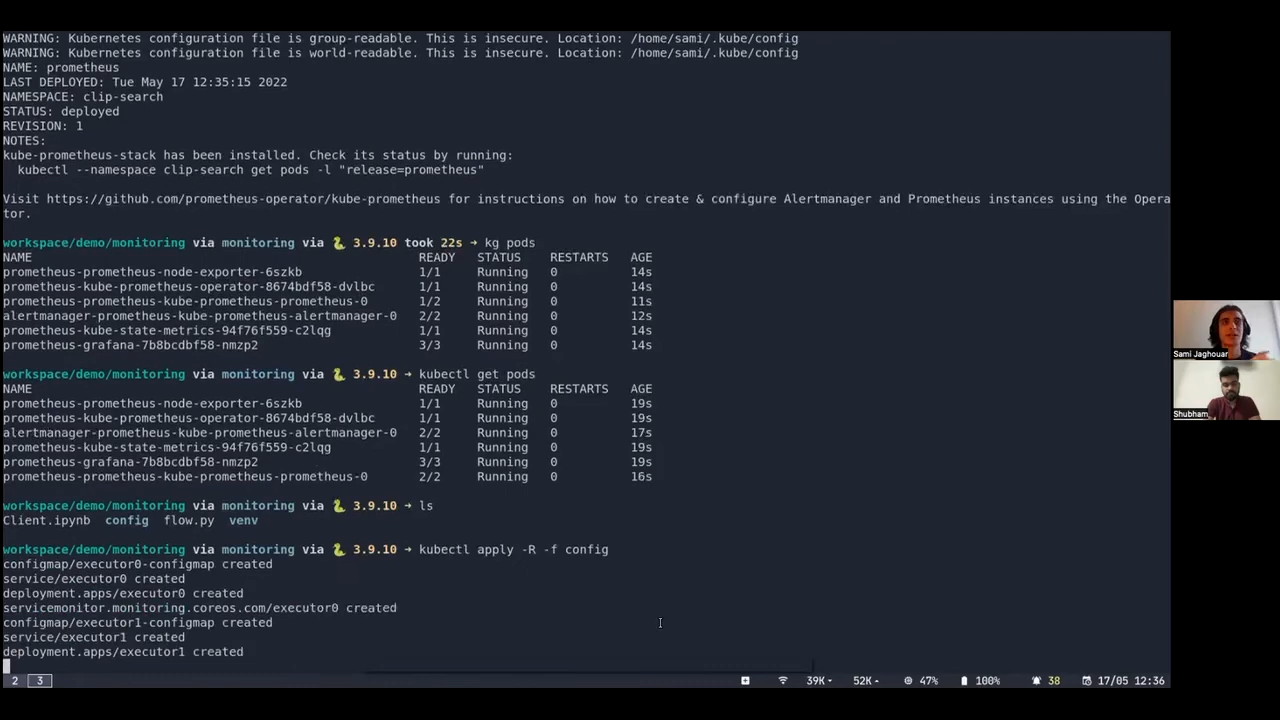 WARNING: Kubernetes configuration file is group-readable. This is insecure. Location: /home/sami/.kube/config
WARNING: Kubernetes configuration file is world-readable. This is insecure. Location: /home/sami/.kube/config
NAME: prometheus
LAST DEPLOYED: Tue May 17 12:35:15 2022
NAMESPACE: clip-search
STATUS: deployed
REVISION: 1
NOTES:
kube-prometheus-stack has been installed. Check its status by running:
  kubectl --namespace clip-search get pods -l "release=prometheus"
Visit https://github.com/prometheus-operator/kube-prometheus for instructions on how to create & configure Alertmanager and Prometheus instances using the Opera
tor.
workspace/demo/monitoring via monitoring via 🐍 3.9.10 took 22s ➜ kg pods
NAME READY STATUS RESTARTS AGE
prometheus-prometheus-node-exporter-6szkb 1/1 Running 0 14s
prometheus-kube-prometheus-operator-8674bdf58-dvlbc 1/1 Running 0 14s
prometheus-prometheus-kube-prometheus-prometheus-0 1/2 Running 0 11s
alertmanager-prometheus-kube-prometheus-alertmanager-0 2/2 Running 0 12s
prometheus-kube-state-metrics-94f76f559-c2lqg 1/1 Running 0 14s
prometheus-grafana-7b8bcdbf58-nmzp2 3/3 Running 0 14s
workspace/demo/monitoring via monitoring via 🐍 3.9.10 ➜ kubectl get pods
NAME READY STATUS RESTARTS AGE
prometheus-prometheus-node-exporter-6szkb 1/1 Running 0 19s
prometheus-kube-prometheus-operator-8674bdf58-dvlbc 1/1 Running 0 19s
alertmanager-prometheus-kube-prometheus-alertmanager-0 2/2 Running 0 17s
prometheus-kube-state-metrics-94f76f559-c2lqg 1/1 Running 0 19s
prometheus-grafana-7b8bcdbf58-nmzp2 3/3 Running 0 19s
prometheus-prometheus-kube-prometheus-prometheus-0 2/2 Running 0 16s
workspace/demo/monitoring via monitoring via 🐍 3.9.10 ➜ ls
Client.ipynb config flow.py venv
workspace/demo/monitoring via monitoring via 🐍 3.9.10 ➜ kubectl apply -R -f config
configmap/executor0-configmap created
service/executor0 created
deployment.apps/executor0 created
servicemonitor.monitoring.coreos.com/executor0 created
configmap/executor1-configmap created
service/executor1 created
deployment.apps/executor1 created
2 3 39K 52K 47% 100% 38 17/05 12:36
Sami Jaghouar
Shubham